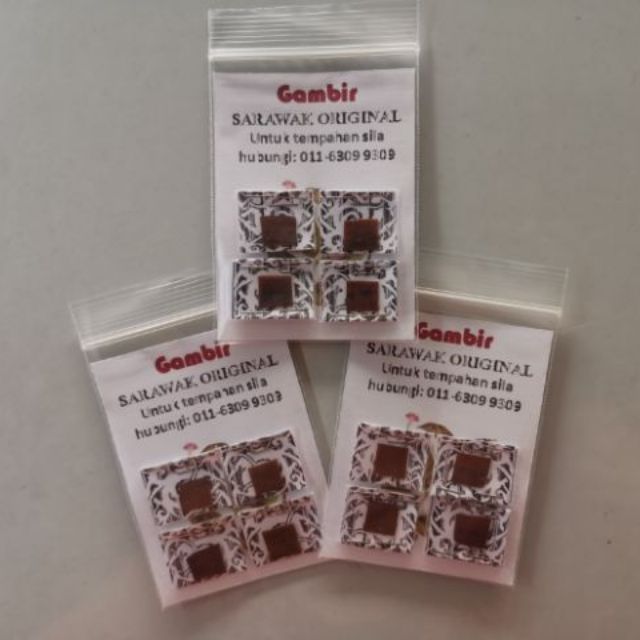 Gambir
SARAWAK ORIGINAL
Untuk tempahan sila
hubungi: 011-6309 9309
Gambir
SARAWAK ORIGINAL
Untuk tempahan sila
hubungi: 011-6309 9309
Gambir
SARAWAK ORIGINAL
Untuk tempahan sila
hubungi: 011-6309 9309